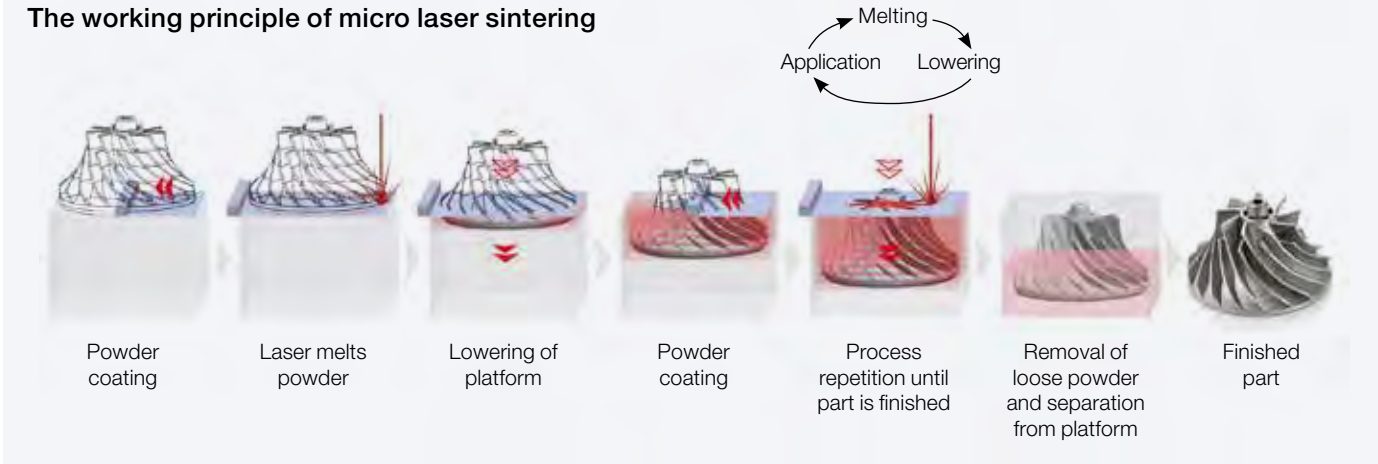 The working principle of micro laser sintering
Melting
Application
Lowering
Powder
coating
Laser melts
powder
Lowering of
platform
Powder
coating
Process
repetition until
part is finished
Removal of
loose powder
and separation
from platform
Finished
part